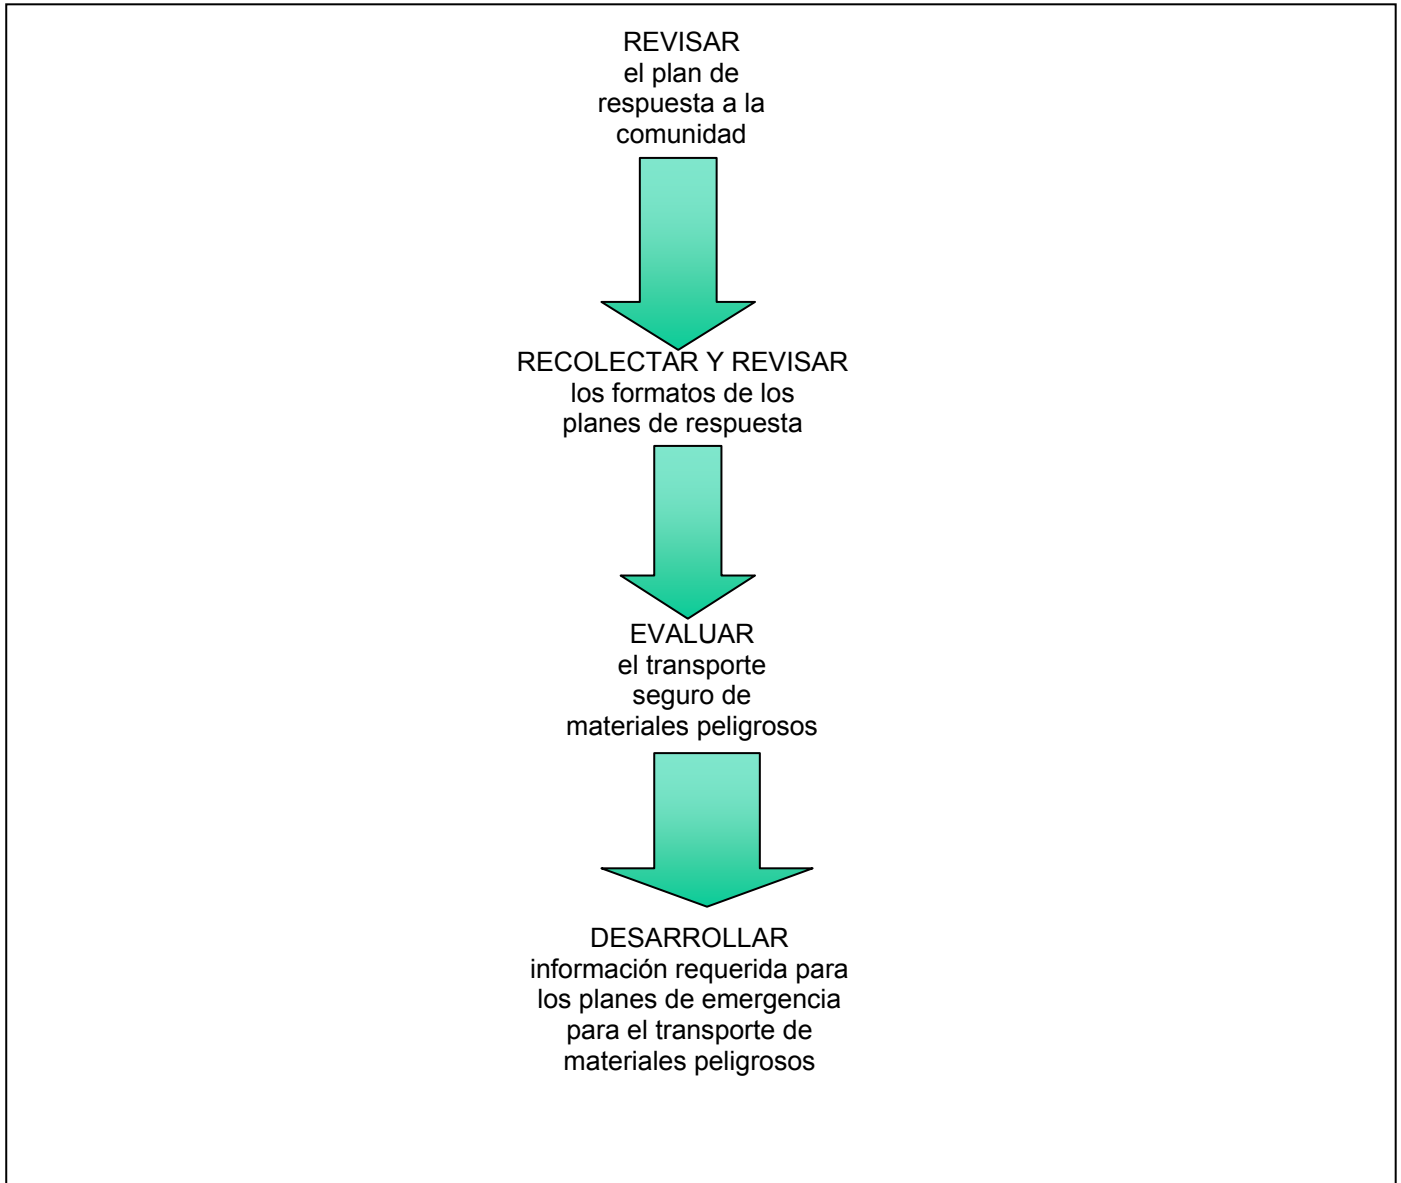 REVISAR
el plan de
respuesta a la
comunidad
RECOLECTAR Y REVISAR
los formatos de los
planes de respuesta
EVALUAR
el transporte
seguro de
materiales peligrosos
DESARROLLAR
información requerida para
los planes de emergencia
para el transporte de
materiales peligrosos